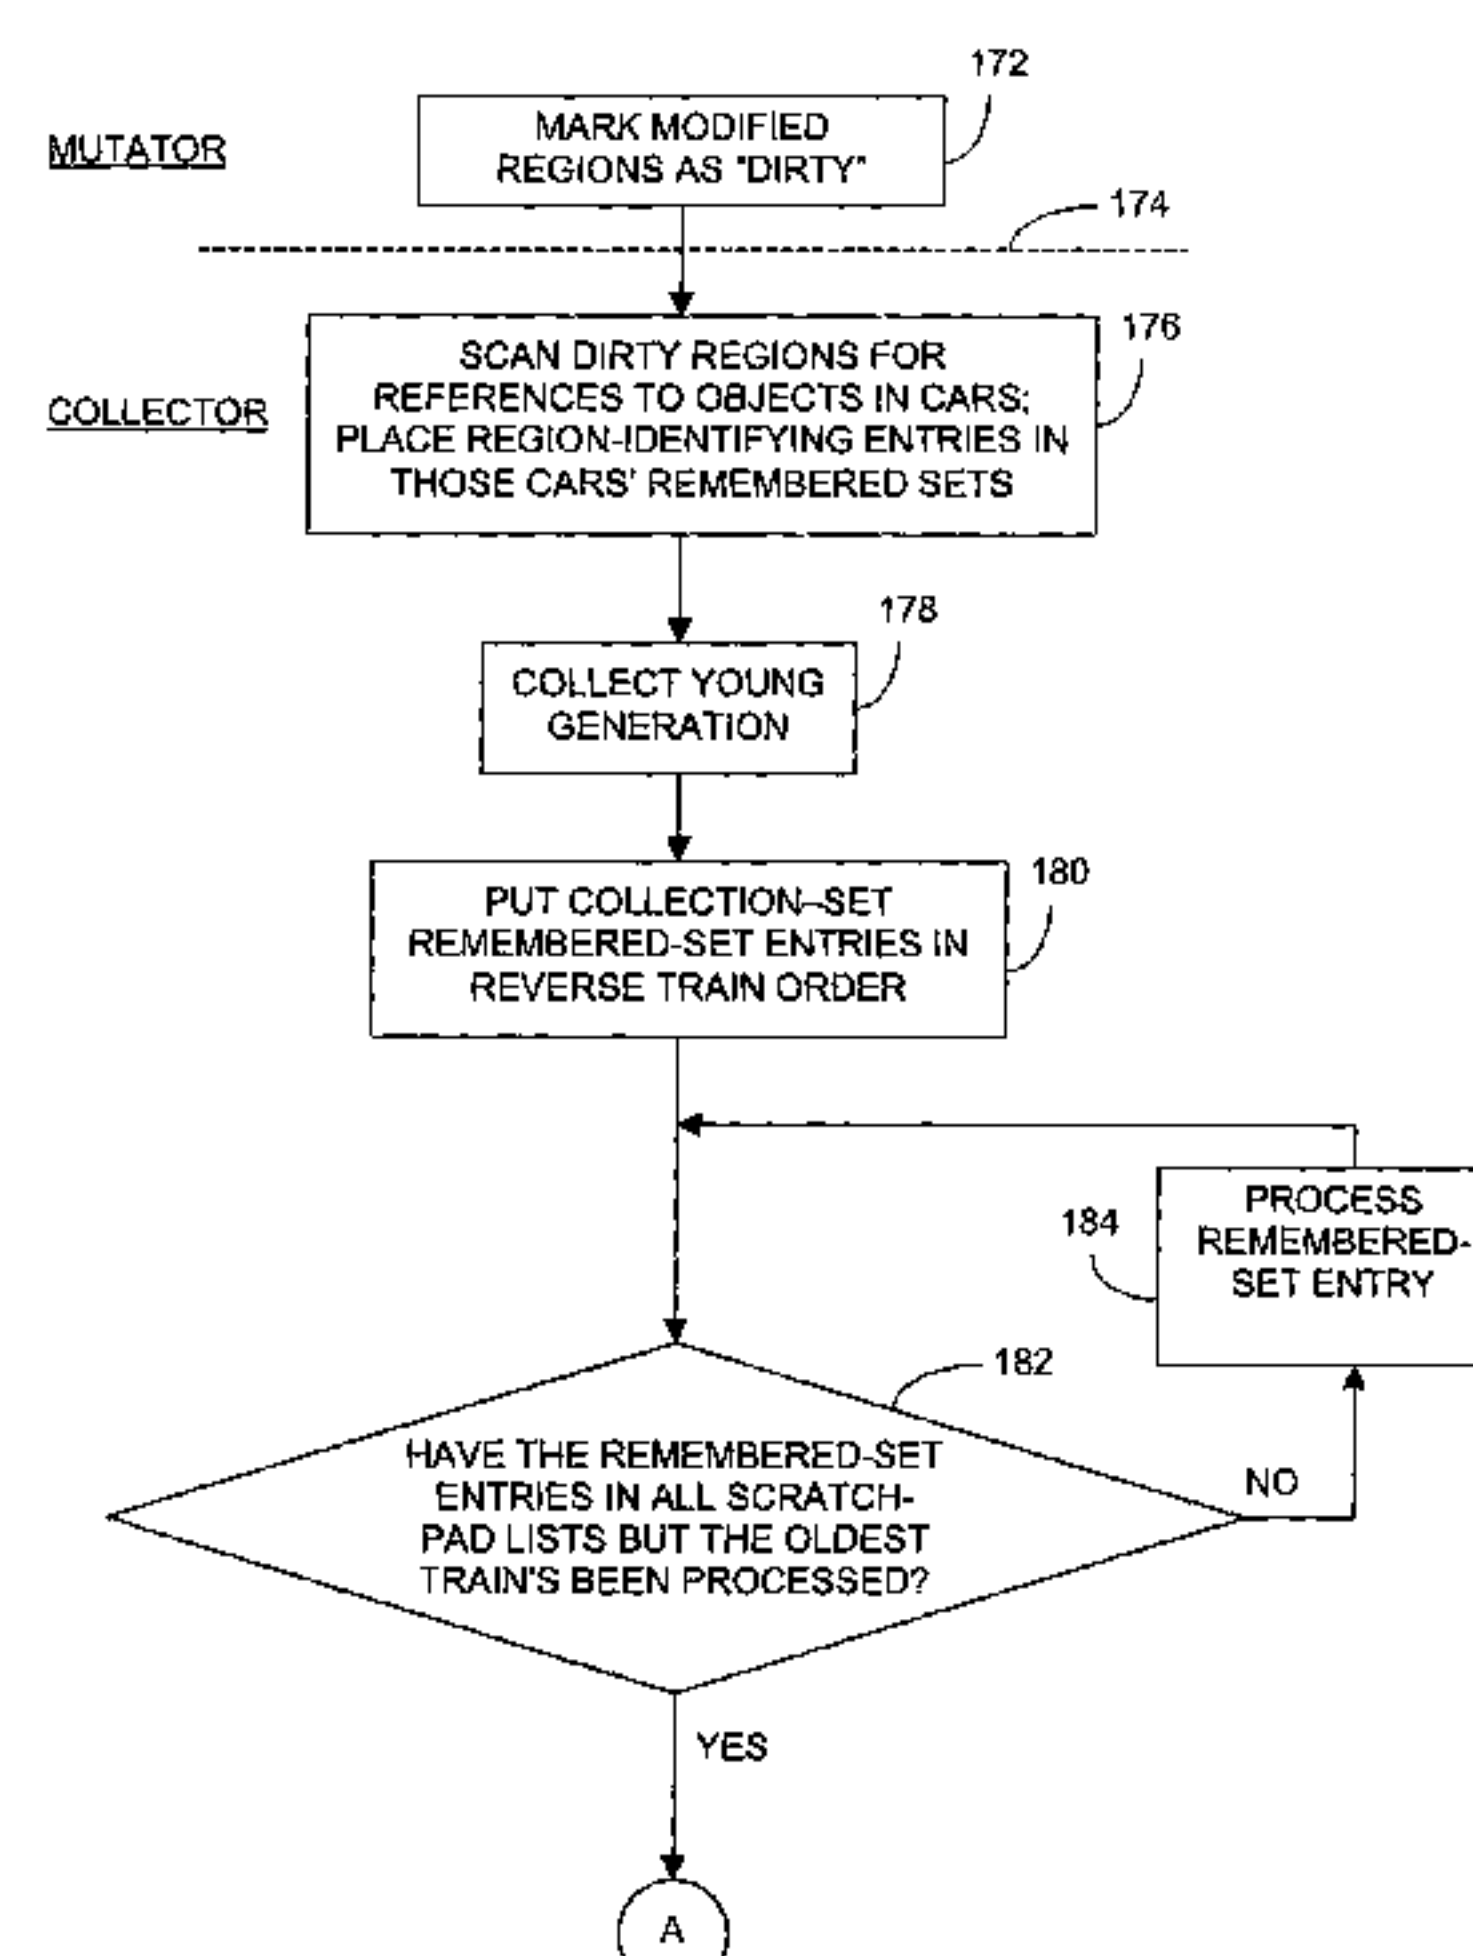 172
MUTATOR
MARK MODIFIED
REGIONS AS "DIRTY"
174
176
COLLECTOR
SCAN DIRTY REGIONS FOR
REFERENCES TO OBJECTS IN CARS;
PLACE REGION-IDENTIFYING ENTRIES IN
THOSE CARS' REMEMBERED SETS
178
COLLECT YOUNG
GENERATION
180
PUT COLLECTION-SET
REMEMBERED-SET ENTRIES IN
REVERSE TRAIN ORDER
184
PROCESS
REMEMBERED-
SET ENTRY
182
HAVE THE REMEMBERED-SET
ENTRIES IN ALL SCRATCH-
PAD LISTS BUT THE OLDEST
TRAIN'S BEEN PROCESSED?
NO
YES
A